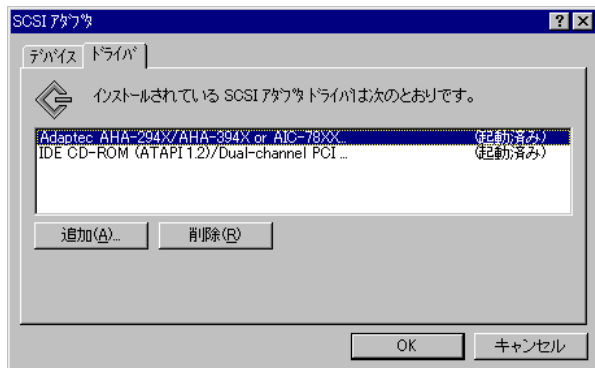 SCSI ｱﾀﾞﾌﾟﾀ
ﾃﾞﾊﾞｲｽ
ﾄﾞﾗｲﾊﾞ
インストールされている SCSI ｱﾀﾞﾌﾟﾀ ﾄﾞﾗｲﾊﾞは次のとおりです。
Adaptec AHA-294X/AHA-394X or AIC-78XX... (起動済み)
IDE CD-ROM (ATAPI 1.2)/Dual-channel PCI ... (起動済み)
追加(A)...
削除(R)
OK
キャンセル